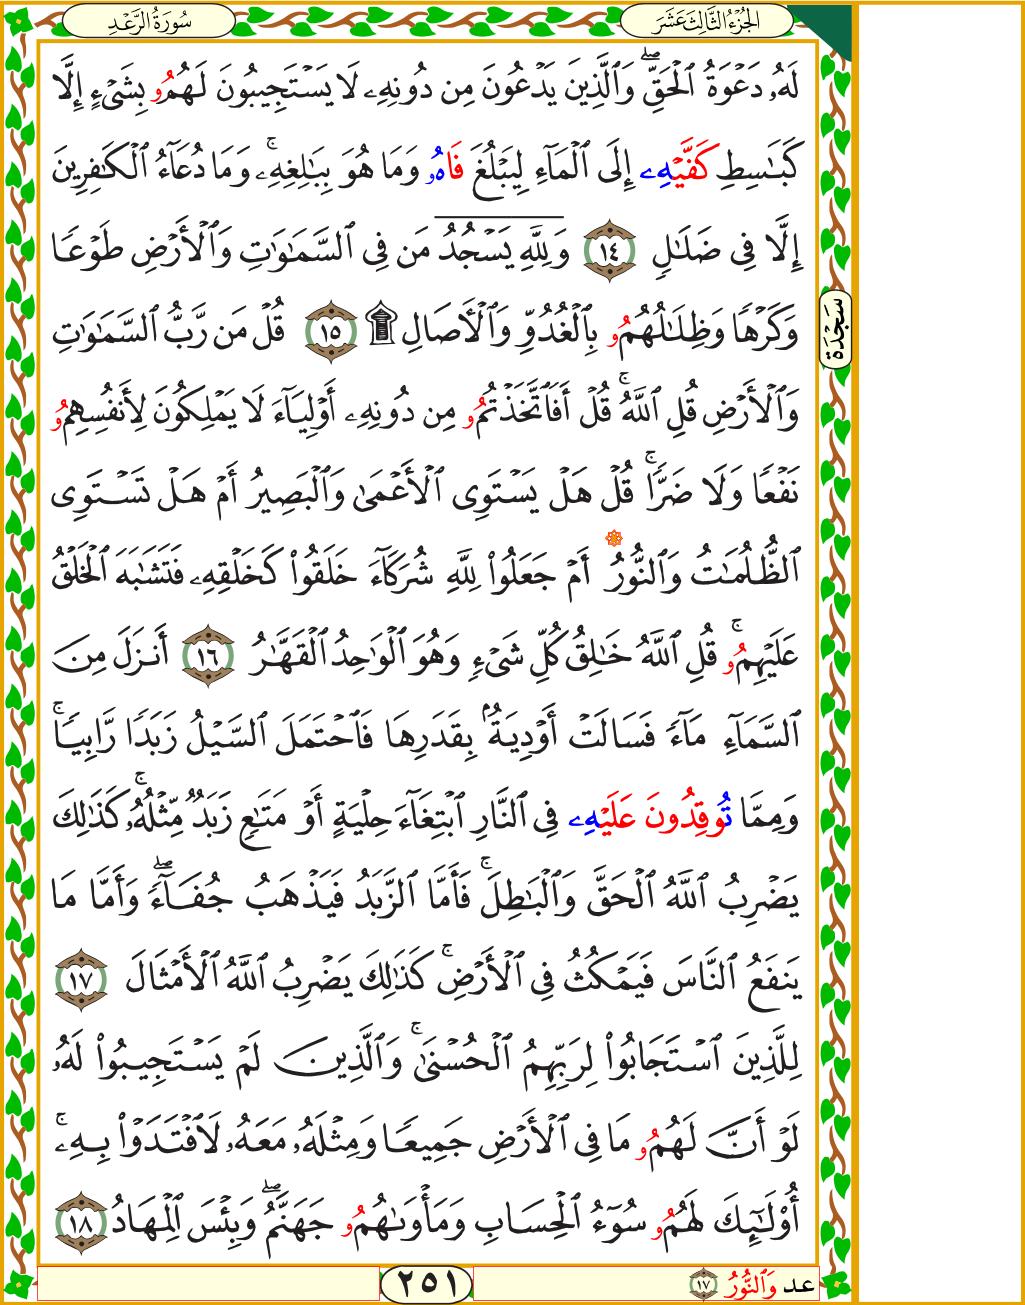 الجُزْءُ الثَّالِثَ عَشَرَ
سُورَةُ الرَّعْدِ
لَهُۥ دَعْوَةُ ٱلْحَقِّۖ وَٱلَّذِينَ يَدْعُونَ مِن دُونِهِۦ لَا يَسْتَجِيبُونَ لَهُمُۥ بِشَىْءٍ إِلَّا
كَبَٰسِطِ كَفَّيْهِۦ إِلَى ٱلْمَآءِ لِيَبْلُغَ فَاهُۥ وَمَا هُوَ بِبَٰلِغِهِۦۚ وَمَا دُعَآءُ ٱلْكَٰفِرِينَ
إِلَّا فِى ضَلَٰلٍ ١٤ وَلِلَّهِ يَسْجُدُ مَن فِى ٱلسَّمَٰوَٰتِ وَٱلْأَرْضِ طَوْعًا
وَكَرْهًا وَظِلَٰلُهُمُۥ بِٱلْغُدُوِّ وَٱلْأَصَالِ ۩ ١٥ قُلْ مَن رَّبُّ ٱلسَّمَٰوَٰتِ
وَٱلْأَرْضِ قُلِ ٱللَّهُۚ قُلْ أَفَٱتَّخَذتُّمُۥ مِن دُونِهِۦ أَوْلِيَآءَ لَا يَمْلِكُونَ لِأَنفُسِهِمُۥ
نَفْعًا وَلَا ضَرًّاۚ قُلْ هَلْ يَسْتَوِى ٱلْأَعْمَىٰ وَٱلْبَصِيرُ أَمْ هَلْ تَسْتَوِى
ٱلظُّلُمَٰتُ وَٱلنُّورُ أَمْ جَعَلُوا۟ لِلَّهِ شُرَكَآءَ خَلَقُوا۟ كَخَلْقِهِۦ فَتَشَٰبَهَ ٱلْخَلْقُ
عَلَيْهِمُۥۚ قُلِ ٱللَّهُ خَٰلِقُ كُلِّ شَىْءٍ وَهُوَ ٱلْوَٰحِدُ ٱلْقَهَّٰرُ ١٦ أَنزَلَ مِنَ
ٱلسَّمَآءِ مَآءً فَسَالَتْ أَوْدِيَةُۢ بِقَدَرِهَا فَٱحْتَمَلَ ٱلسَّيْلُ زَبَدًا رَّابِيًاۚ
وَمِمَّا تُوقِدُونَ عَلَيْهِۦ فِى ٱلنَّارِ ٱبْتِغَآءَ حِلْيَةٍ أَوْ مَتَٰعٍ زَبَدٌ مِّثْلُهُۥۚ كَذَٰلِكَ
يَضْرِبُ ٱللَّهُ ٱلْحَقَّ وَٱلْبَٰطِلَۚ فَأَمَّا ٱلزَّبَدُ فَيَذْهَبُ جُفَآءًۖ وَأَمَّا مَا
يَنفَعُ ٱلنَّاسَ فَيَمْكُثُ فِى ٱلْأَرْضِۚ كَذَٰلِكَ يَضْرِبُ ٱللَّهُ ٱلْأَمْثَالَ ١٧
لِلَّذِينَ ٱسْتَجَابُوا۟ لِرَبِّهِمُ ٱلْحُسْنَىٰۚ وَٱلَّذِينَ لَمْ يَسْتَجِيبُوا۟ لَهُۥ
لَوْ أَنَّ لَهُمُۥ مَا فِى ٱلْأَرْضِ جَمِيعًا وَمِثْلَهُۥ مَعَهُۥ لَٱفْتَدَوْا۟ بِهِۦۚ
أُو۟لَٰٓئِكَ لَهُمُۥ سُوٓءُ ٱلْحِسَابِ وَمَأْوَىٰهُمُۥ جَهَنَّمُۖ وَبِئْسَ ٱلْمِهَادُ ١٨
سَجْدَة
عد وَٱلنُّورُ ١٧
٢٥١